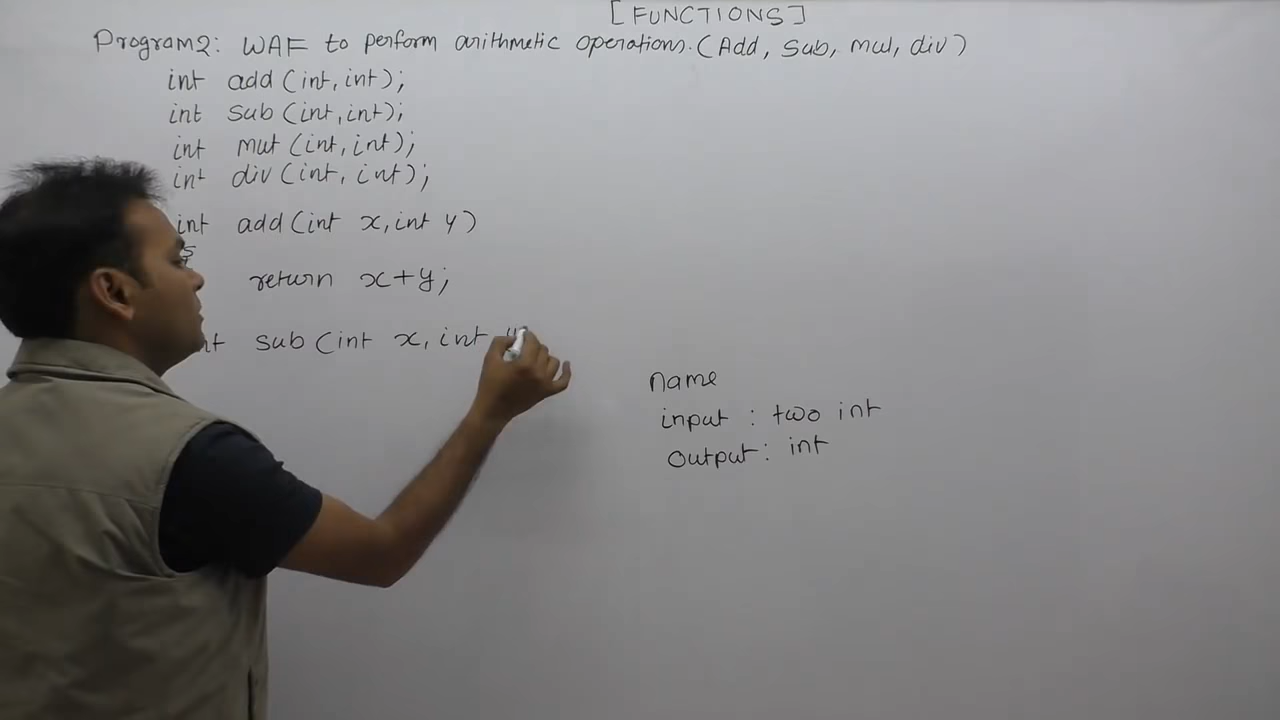 [FUNCTIONS]
Program2: WAF to perform arithmetic operations.(Add, Sub, mul, div)
int add (int, int);
int sub (int, int);
int mut (int, int);
int div (int, int);
int add (int x, int y)
return x+y;
sub (int x, int y
name
input : two int
output: int